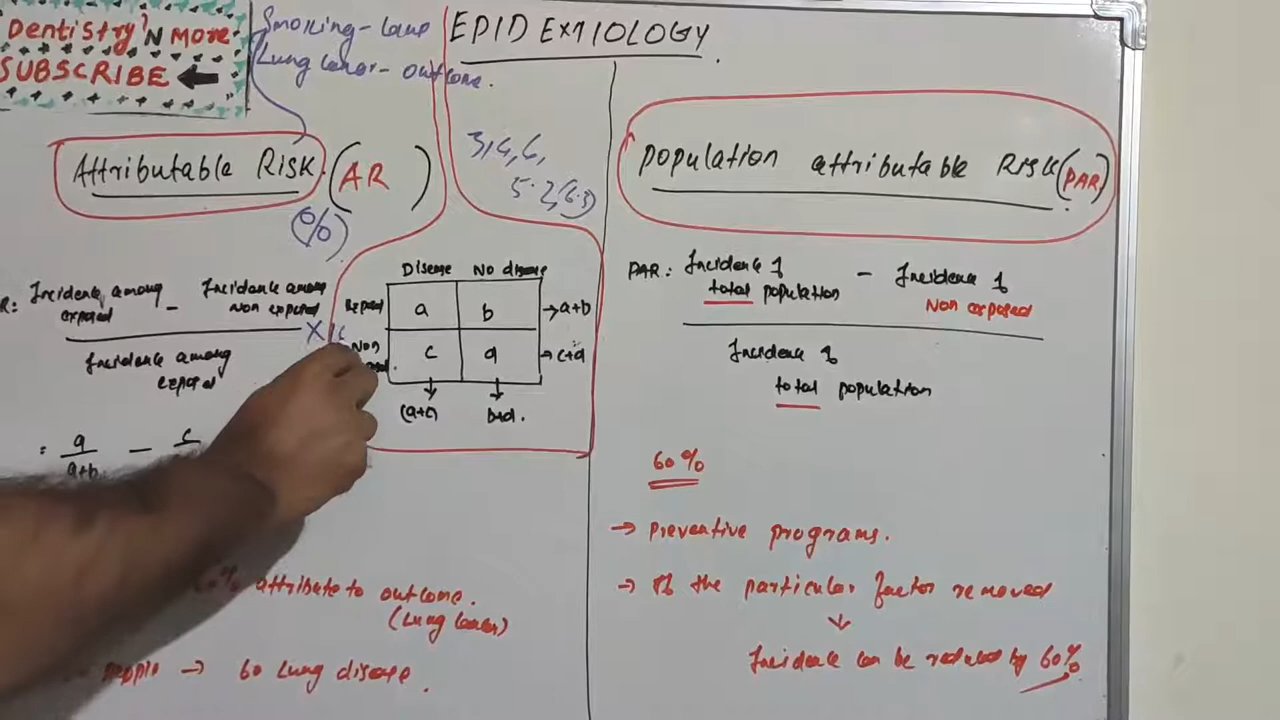 Dentistry 'N More
SUBSCRIBE
Smoking - cause
Lung cancer - outcome.
EPIDEMIOLOGY
Attributable RISK (AR)
(%)
3, 4, 6,
5.2, (6.3)
population attributable RISK (PAR)
R: Incidence among exposed - Incidence among Non exposed
Incidence among exposed
X 1
Disease No disease
Exposed a b → a+b
Non c d → c+d
(a+c) b+d.
= a/a+b - c
PAR: Incidence of total population - Incidence of Non exposed
Incidence of total population
60%
→ preventive programs.
→ If the particular factor removed
Incidence can be reduced by 60%
% attribute to outcome.
(Lung cancer)
people → 60 Lung disease.